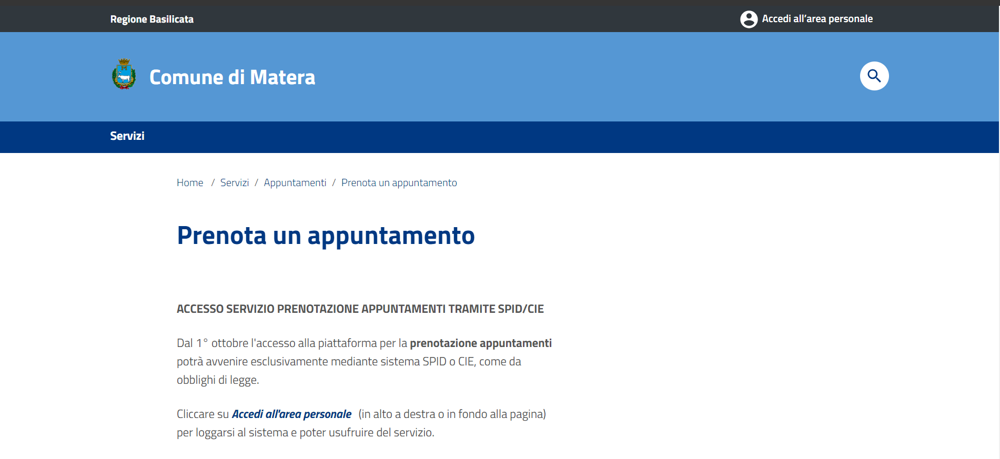 Regione Basilicata
Accedi all’area personale
Comune di Matera
Servizi
Home / Servizi / Appuntamenti / Prenota un appuntamento
Prenota un appuntamento
ACCESSO SERVIZIO PRENOTAZIONE APPUNTAMENTI TRAMITE SPID/CIE
Dal 1° ottobre l'accesso alla piattaforma per la prenotazione appuntamenti
potrà avvenire esclusivamente mediante sistema SPID o CIE, come da
obblighi di legge.
Cliccare su Accedi all'area personale (in alto a destra o in fondo alla pagina)
per loggarsi al sistema e poter usufruire del servizio.